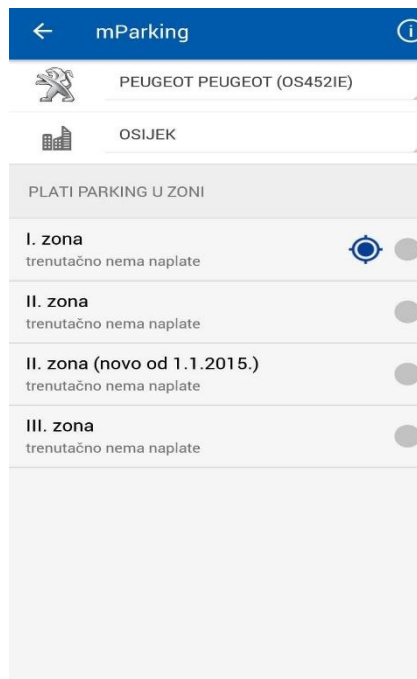 mParking
PEUGEOT PEUGEOT (OS452IE)
OSIJEK
PLATI PARKING U ZONI
I. zona
trenutačno nema naplate
II. zona
trenutačno nema naplate
II. zona (novo od 1.1.2015.)
trenutačno nema naplate
III. zona
trenutačno nema naplate